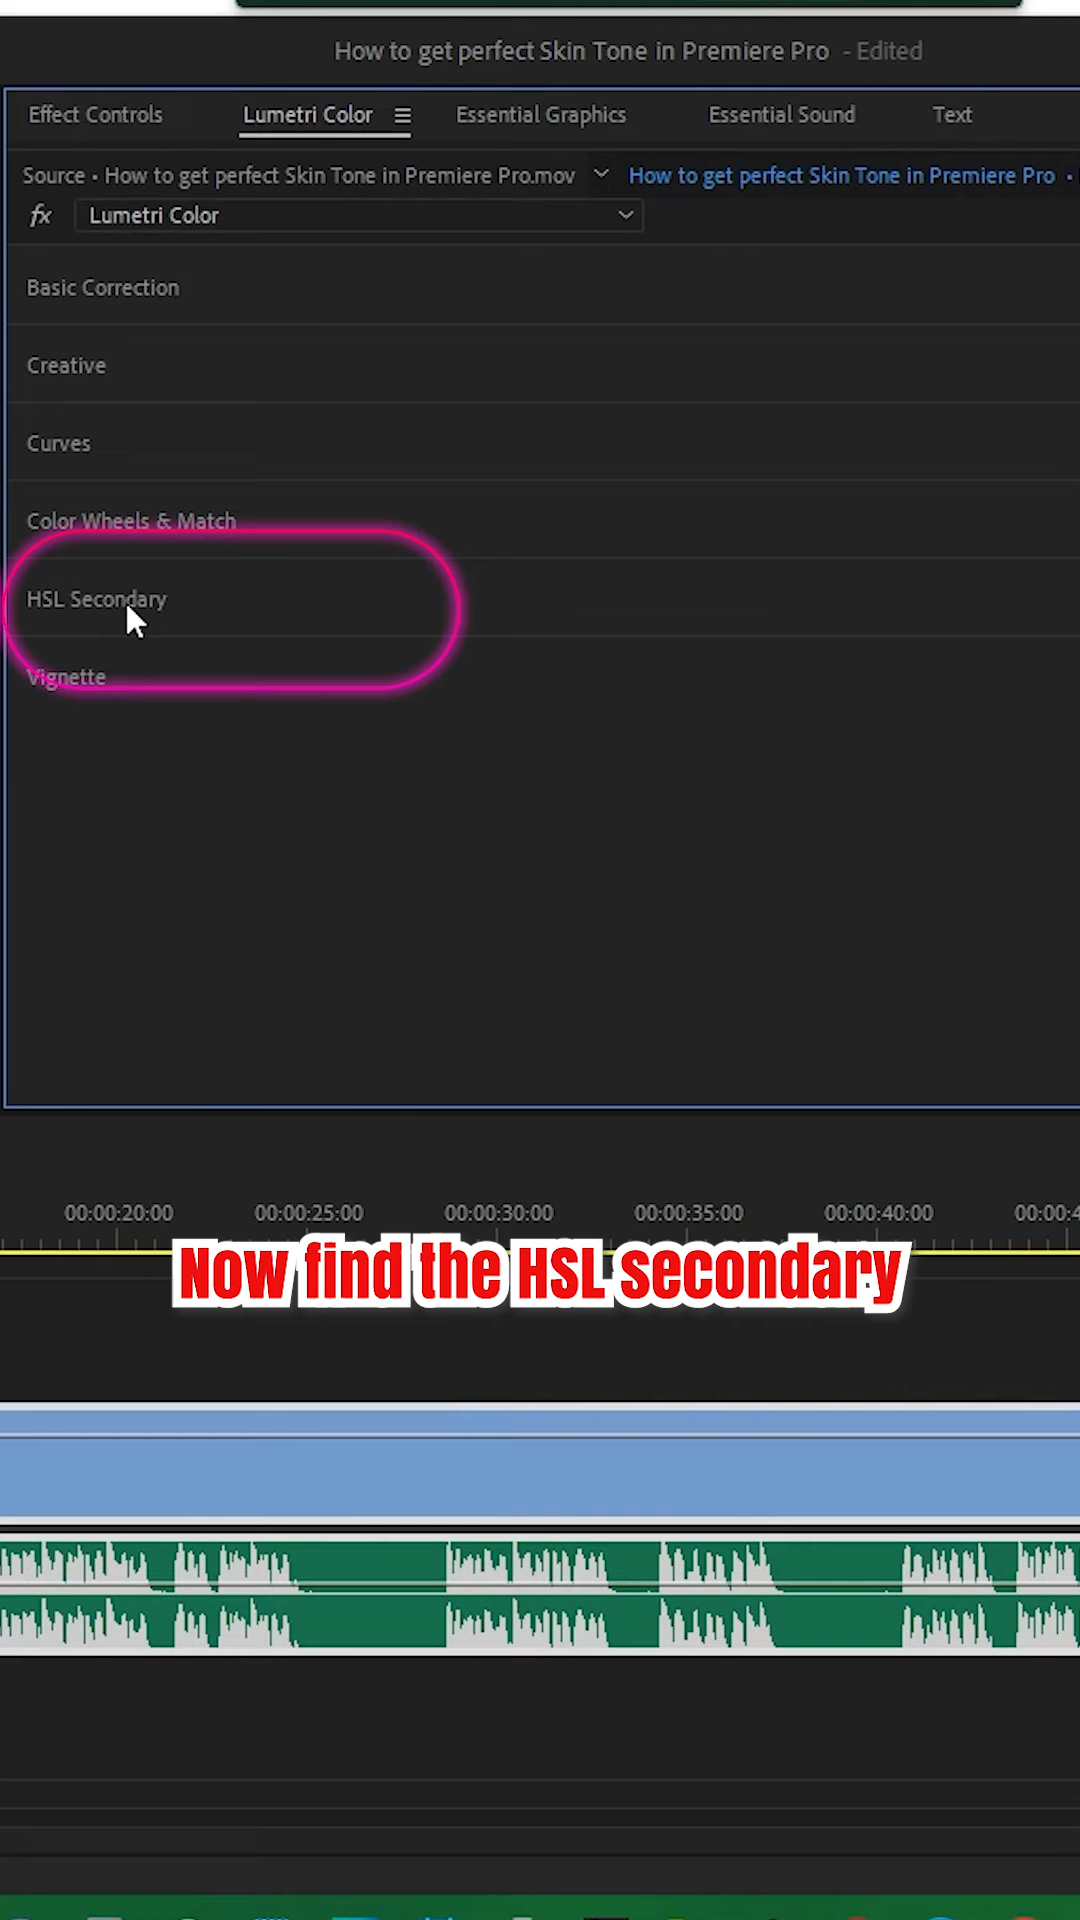 How to get perfect Skin Tone in Premiere Pro - Edited
Effect Controls Lumetri Color Essential Graphics Essential Sound Text
Source • How to get perfect Skin Tone in Premiere Pro.mov How to get perfect Skin Tone in Premiere Pro •
fx Lumetri Color
Basic Correction
Creative
Curves
Color Wheels & Match
HSL Secondary
Vignette
00:00:20:00 00:00:25:00 00:00:30:00 00:00:35:00 00:00:40:00 00:00:4
Now find the HSL secondary